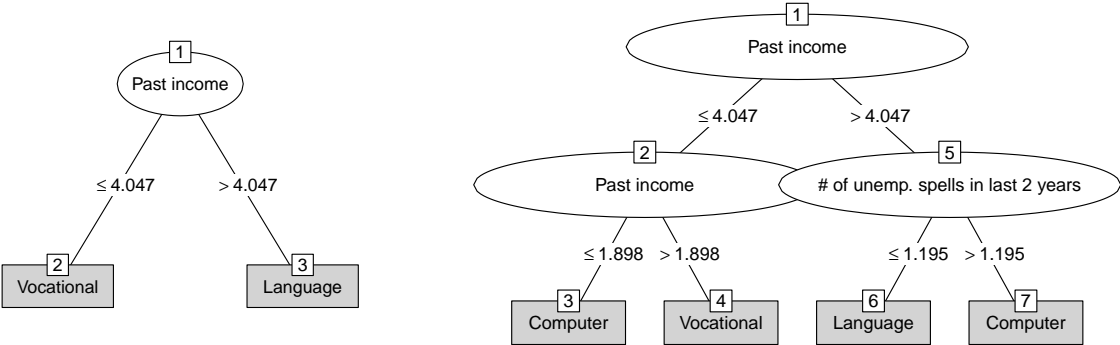 1
Past income
≤ 4.047
> 4.047
2
Vocational
3
Language
1
Past income
≤ 4.047
> 4.047
2
Past income
5
# of unemp. spells in last 2 years
≤ 1.898
> 1.898
≤ 1.195
> 1.195
3
Computer
4
Vocational
6
Language
7
Computer